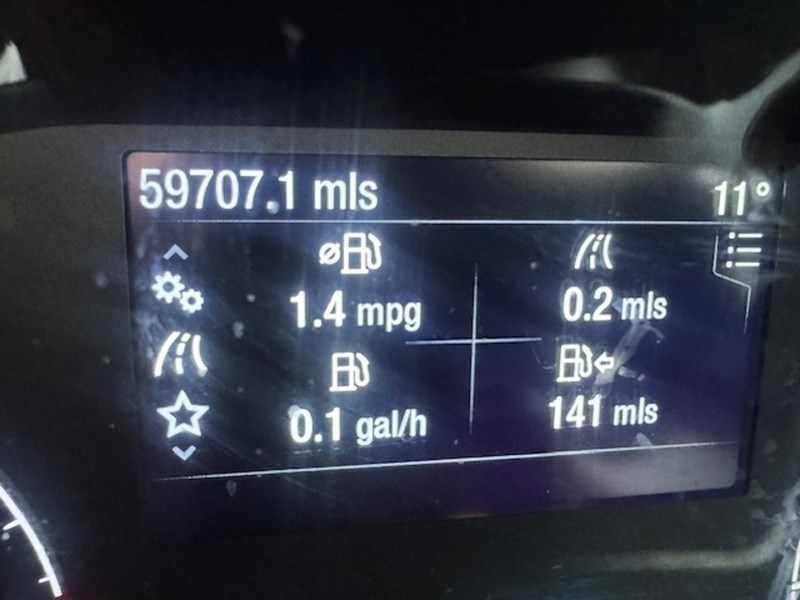 59707.1 mls 11°
1.4 mpg 0.2 mls
0.1 gal/h 141 mls